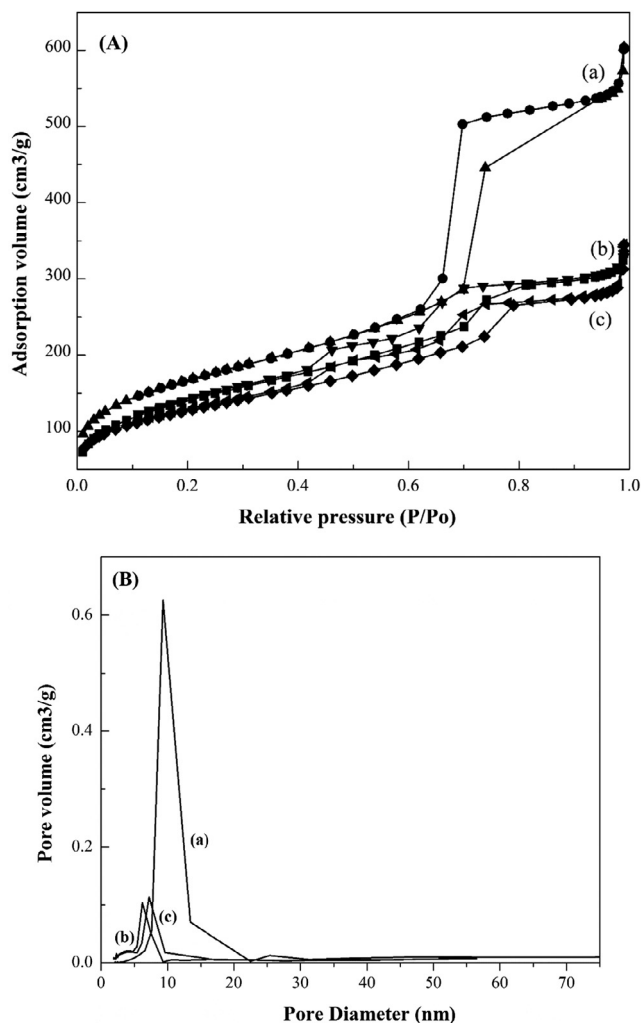 (A)
600
500
400
300
200
100
0.0 0.2 0.4 0.6 0.8 1.0
Adsorption volume (cm3/g)
Relative pressure (P/Po)
(a)
(b)
(c)
(B)
0.6
0.4
0.2
0.0
0 10 20 30 40 50 60 70
Pore volume (cm3/g)
Pore Diameter (nm)
(a)
(b)
(c)